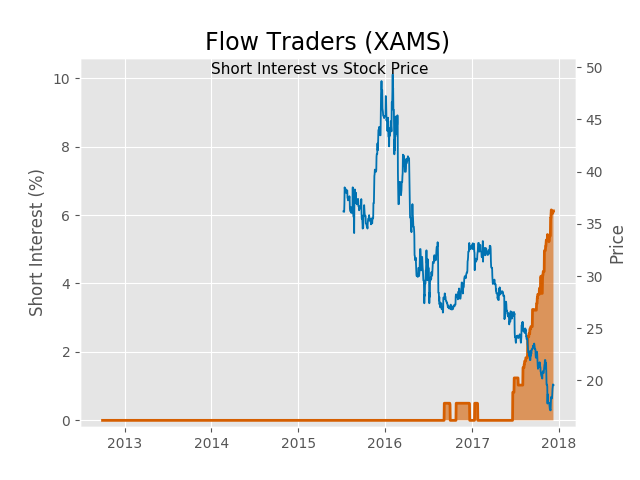 Flow Traders (XAMS)
Short Interest vs Stock Price
Short Interest (%)
10
8
6
4
2
0
50
45
40
35
30
25
20
Price
2013 2014 2015 2016 2017 2018